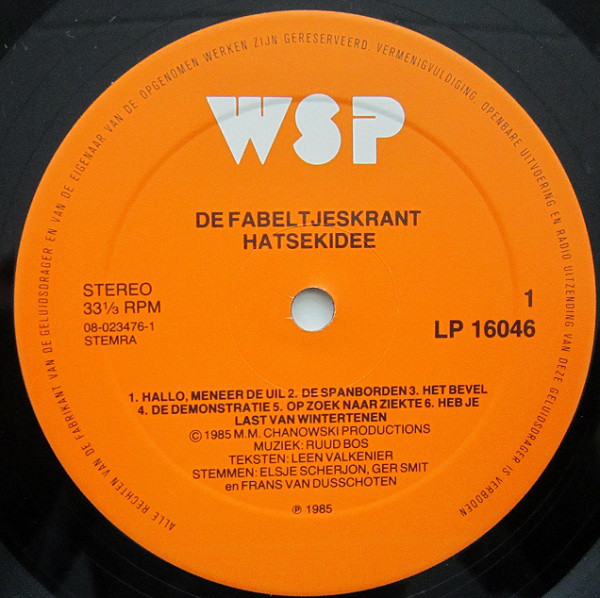 ALLE RECHTEN VAN DE FABRIKANT VAN DE GELUIDSDRAGER EN VAN DE EIGENAAR VAN DE OPGENOMEN WERKEN ZIJN GERESERVEERD. VERMENIGVULDIGING, OPENBARE UITVOERING EN RADIO UITZENDING VAN DEZE GELUIDSDRAGER IS VERBODEN
WSP
DE FABELTJESKRANT
HATSEKIDEE
STEREO
33⅓ RPM
08-023476-1
STEMRA
1
LP 16046
1. HALLO, MENEER DE UIL 2. DE SPANBORDEN 3. HET BEVEL
4. DE DEMONSTRATIE 5. OP ZOEK NAAR ZIEKTE 6. HEB JE
LAST VAN WINTERTENEN
© 1985 M.M. CHANOWSKI PRODUCTIONS
MUZIEK: RUUD BOS
TEKSTEN: LEEN VALKENIER
STEMMEN: ELSJE SCHERJON, GER SMIT
en FRANS VAN DUSSCHOTEN
℗ 1985